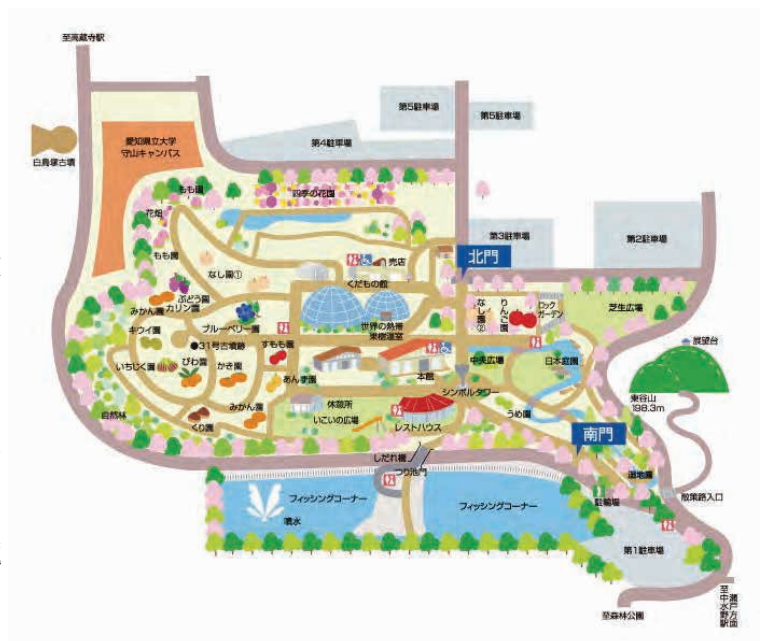 至高蔵寺駅
白鳥塚古墳
愛知県立大学
守山キャンパス
第5駐車場
第5駐車場
第4駐車場
もも園
四季の花園
花畑
第3駐車場
第2駐車場
北門
もも園
なし園①
売店
くだもの館
ぶどう園
カリン園
みかん園
ブルーベリー園
世界の熱帯
果樹温室
なし園②
りんご園
ロック
ガーデン
芝生広場
キウイ園
●31号古墳跡
すもも園
展望台
いちじく園
びわ園
かき園
あんず園
本館
中央広場
日本庭園
シンボルタワー
東谷山
198.3m
自然林
くり園
みかん園
休憩所
いこいの広場
レストハウス
うめ園
南門
しだれ橋
つり池門
湿地園
フィッシングコーナー
フィッシングコーナー
噴水
駐輪場
散策路入口
第1駐車場
至森林公園
至中水野駅
瀬戸方面